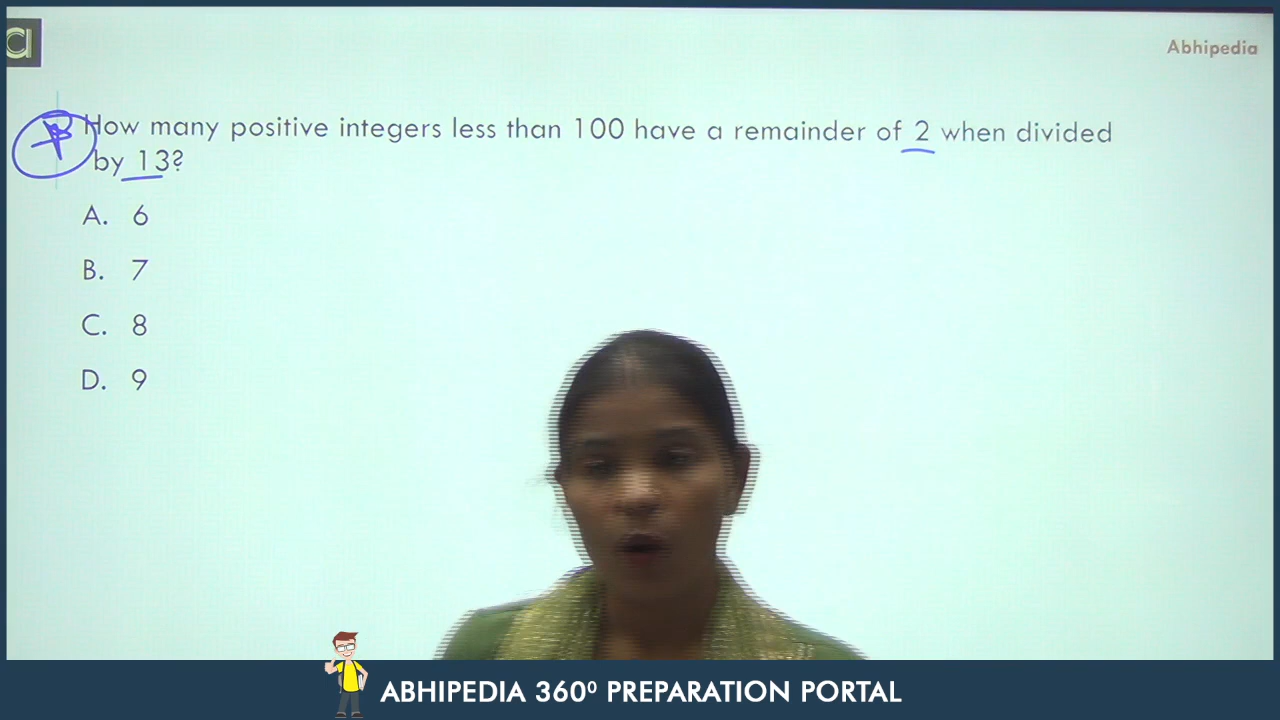 Abhipedia
How many positive integers less than 100 have a remainder of 2 when divided
by 13?
A. 6
B. 7
C. 8
D. 9
ABHIPEDIA 360⁰ PREPARATION PORTAL